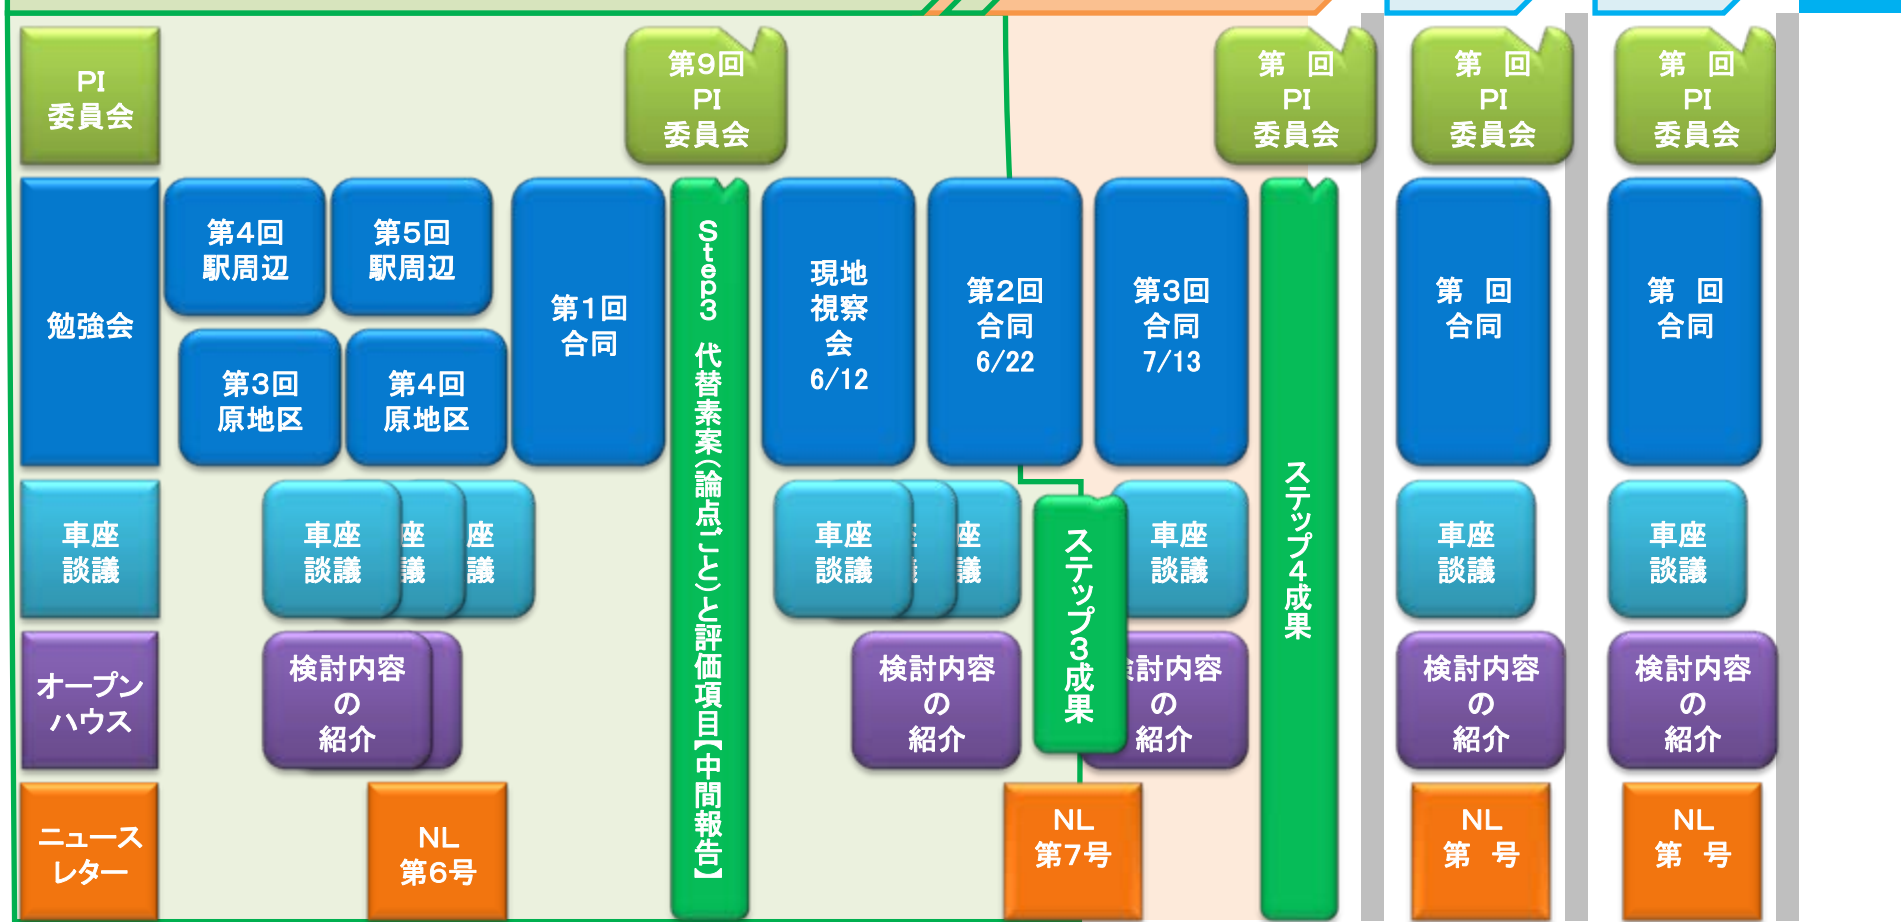 PI
委員会
第9回
PI
委員会
第　回
PI
委員会
第　回
PI
委員会
第　回
PI
委員会
勉強会
第4回
駅周辺
第5回
駅周辺
第3回
原地区
第4回
原地区
第1回
合同
Step3　代替素案（論点ごと）と評価項目【中間報告】
現地
視察
会
6/12
第2回
合同
6/22
第3回
合同
7/13
ステップ4成果
第　回
合同
第　回
合同
車座
談議
車座
談議
座
議
座
議
車座
談議
座
議
ステップ3成果
車座
談議
車座
談議
車座
談議
オープン
ハウス
検討内容
の
紹介
検討内容
の
紹介
検討内容
の
紹介
検討内容
の
紹介
検討内容
の
紹介
ニュース
レター
NL
第6号
NL
第7号
NL
第　号
NL
第　号